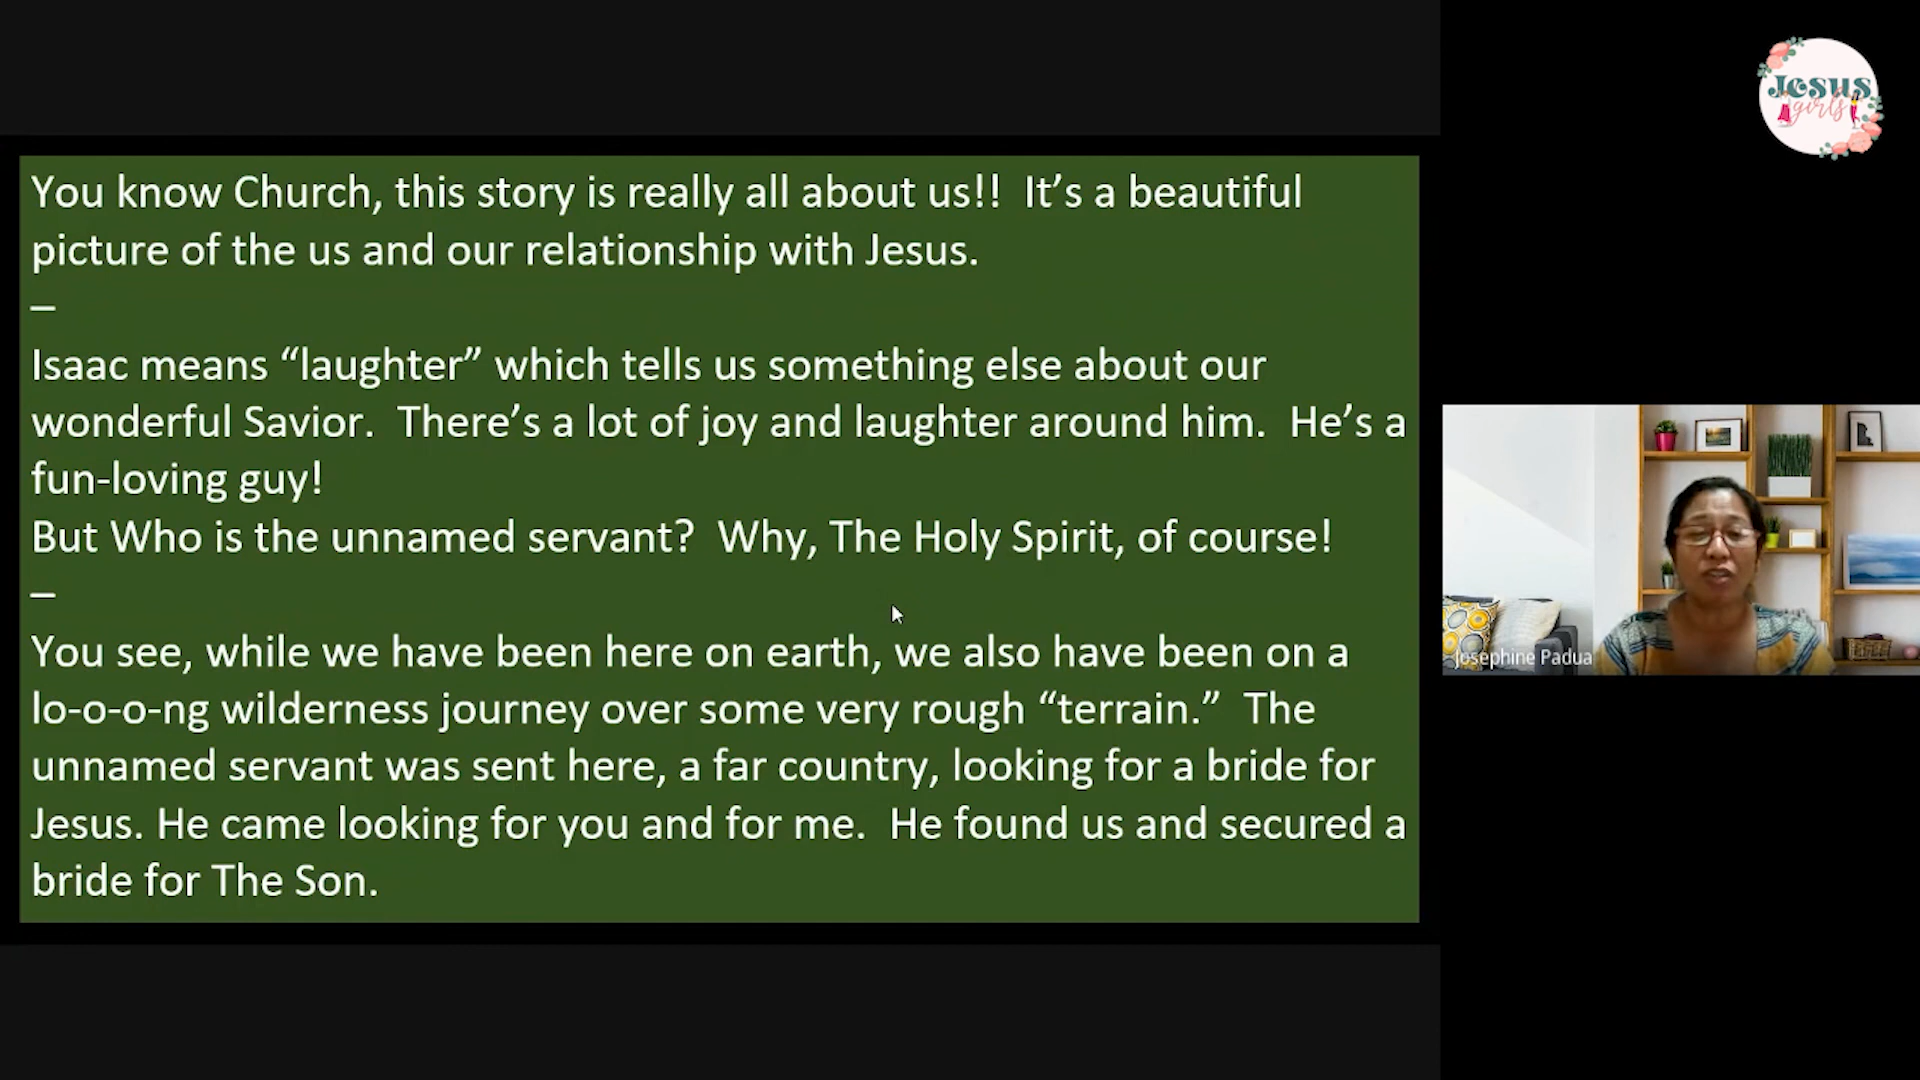 Jesus
girls
You know Church, this story is really all about us!!  It's a beautiful
picture of the us and our relationship with Jesus.
–
Isaac means “laughter” which tells us something else about our
wonderful Savior.  There's a lot of joy and laughter around him.  He's a
fun-loving guy!
But Who is the unnamed servant?  Why, The Holy Spirit, of course!
–
You see, while we have been here on earth, we also have been on a
lo-o-o-ng wilderness journey over some very rough “terrain.”  The
unnamed servant was sent here, a far country, looking for a bride for
Jesus. He came looking for you and for me.  He found us and secured a
bride for The Son.
Josephine Padua